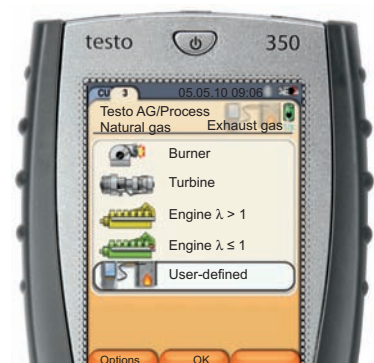 testo 350
CU 3 05.05.10 09:06
Testo AG/Process
Natural gas Exhaust gas
Burner
Turbine
Engine λ > 1
Engine λ ≤ 1
User-defined
Options OK